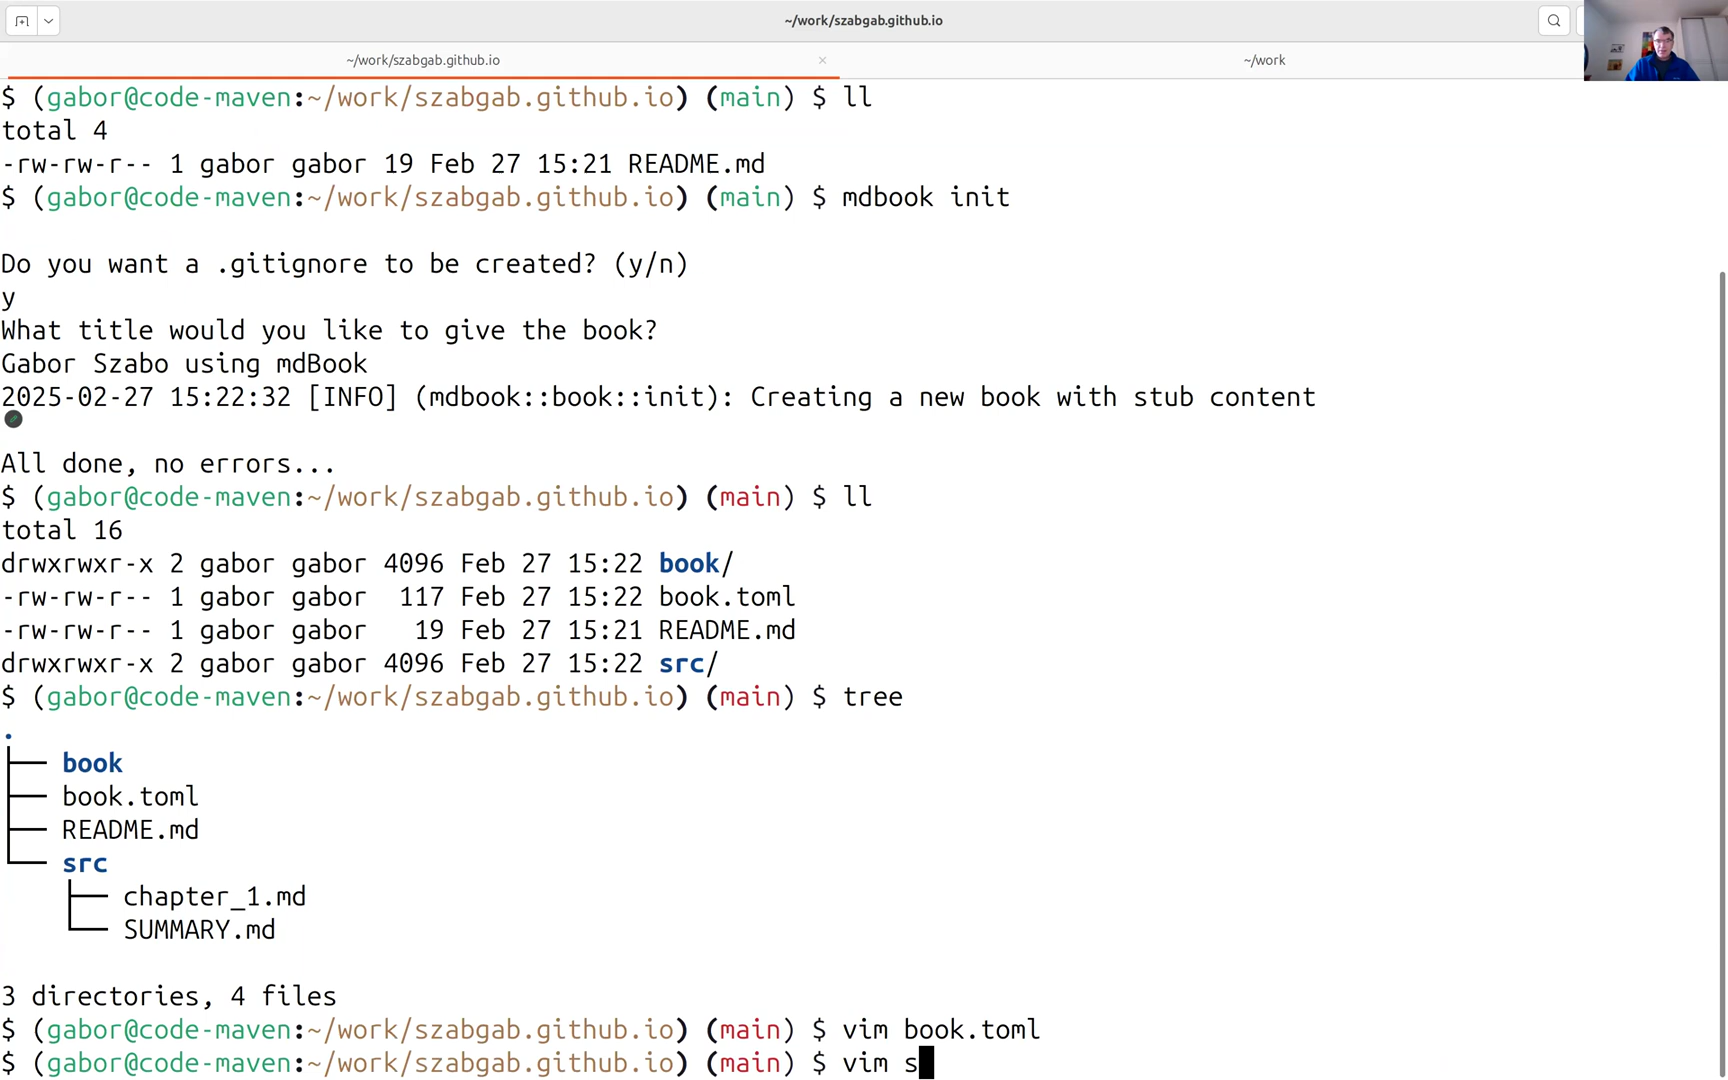 ~/work/szabgab.github.io
~/work/szabgab.github.io
~/work
$ (gabor@code-maven:~/work/szabgab.github.io) (main) $ ll
total 4
-rw-rw-r-- 1 gabor gabor 19 Feb 27 15:21 README.md
$ (gabor@code-maven:~/work/szabgab.github.io) (main) $ mdbook init
Do you want a .gitignore to be created? (y/n)
y
What title would you like to give the book?
Gabor Szabo using mdBook
2025-02-27 15:22:32 [INFO] (mdbook::book::init): Creating a new book with stub content
All done, no errors...
$ (gabor@code-maven:~/work/szabgab.github.io) (main) $ ll
total 16
drwxrwxr-x 2 gabor gabor 4096 Feb 27 15:22 book/
-rw-rw-r-- 1 gabor gabor  117 Feb 27 15:22 book.toml
-rw-rw-r-- 1 gabor gabor   19 Feb 27 15:21 README.md
drwxrwxr-x 2 gabor gabor 4096 Feb 27 15:22 src/
$ (gabor@code-maven:~/work/szabgab.github.io) (main) $ tree
.
├── book
├── book.toml
├── README.md
└── src
    ├── chapter_1.md
    └── SUMMARY.md
3 directories, 4 files
$ (gabor@code-maven:~/work/szabgab.github.io) (main) $ vim book.toml
$ (gabor@code-maven:~/work/szabgab.github.io) (main) $ vim s